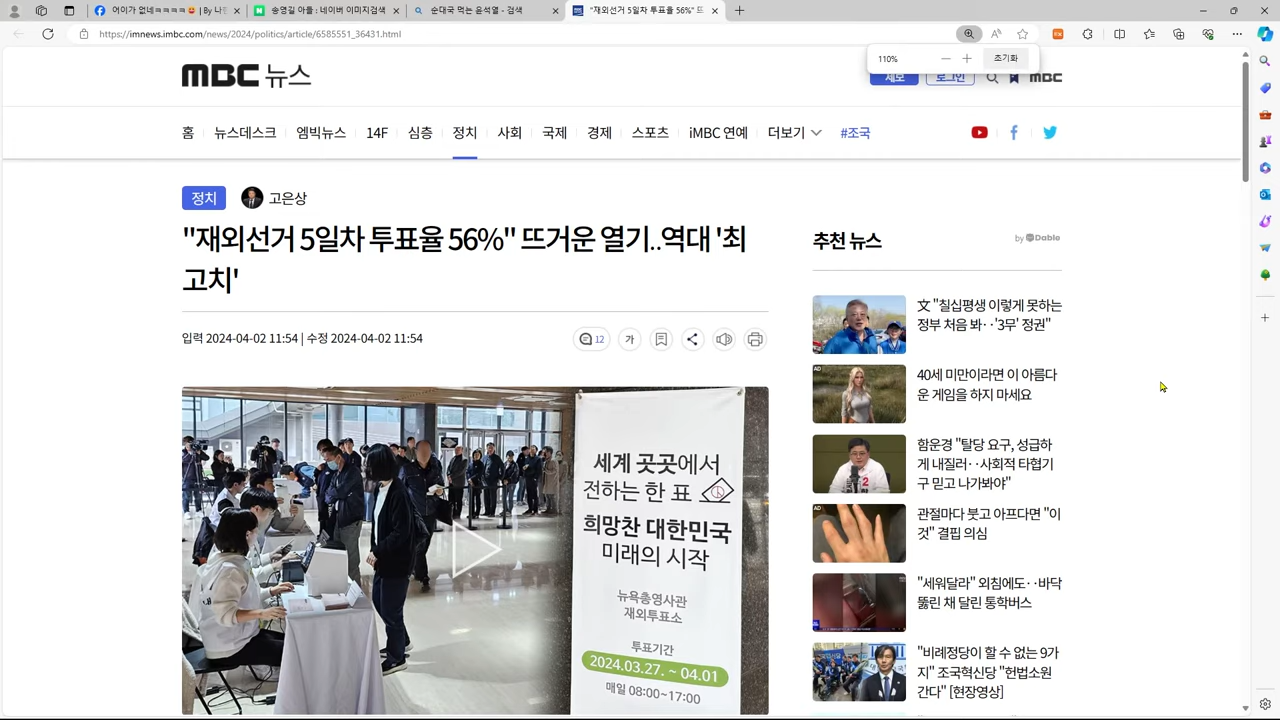 어이가 없네ㅋㅋㅋㅋ
송영길 아들 : 네이버 이미지검색
순대국 먹는 윤석열 - 검색
"재외선거 5일차 투표율 56%" 뜨
https://imnews.imbc.com/news/2024/politics/article/6585551_36431.html
110%
초기화
MBC 뉴스
제보
로그인
mbc
홈 뉴스데스크 엠빅뉴스 14F 심층 정치 사회 국제 경제 스포츠 iMBC 연예 더보기 #조국
정치 고은상
"재외선거 5일차 투표율 56%" 뜨거운 열기..역대 '최
고치'
입력 2024-04-02 11:54 | 수정 2024-04-02 11:54
12
가
세계 곳곳에서
전하는 한 표
희망찬 대한민국
미래의 시작
뉴욕총영사관
재외투표소
투표기간
2024.03.27. ~ 04.01
매일 08:00~17:00
추천 뉴스
by Dable
文 "칠십평생 이렇게 못하는
정부 처음 봐‥'3무' 정권"
AD
40세 미만이라면 이 아름다
운 게임을 하지 마세요
함운경 "탈당 요구, 성급하
게 내질러‥사회적 타협기
구 믿고 나가봐야"
AD
관절마다 붓고 아프다면 "이
것" 결핍 의심
"세워달라" 외침에도‥바닥
뚫린 채 달린 통학버스
"비례정당이 할 수 없는 9가
지" 조국혁신당 "헌법소원
간다" [현장영상]